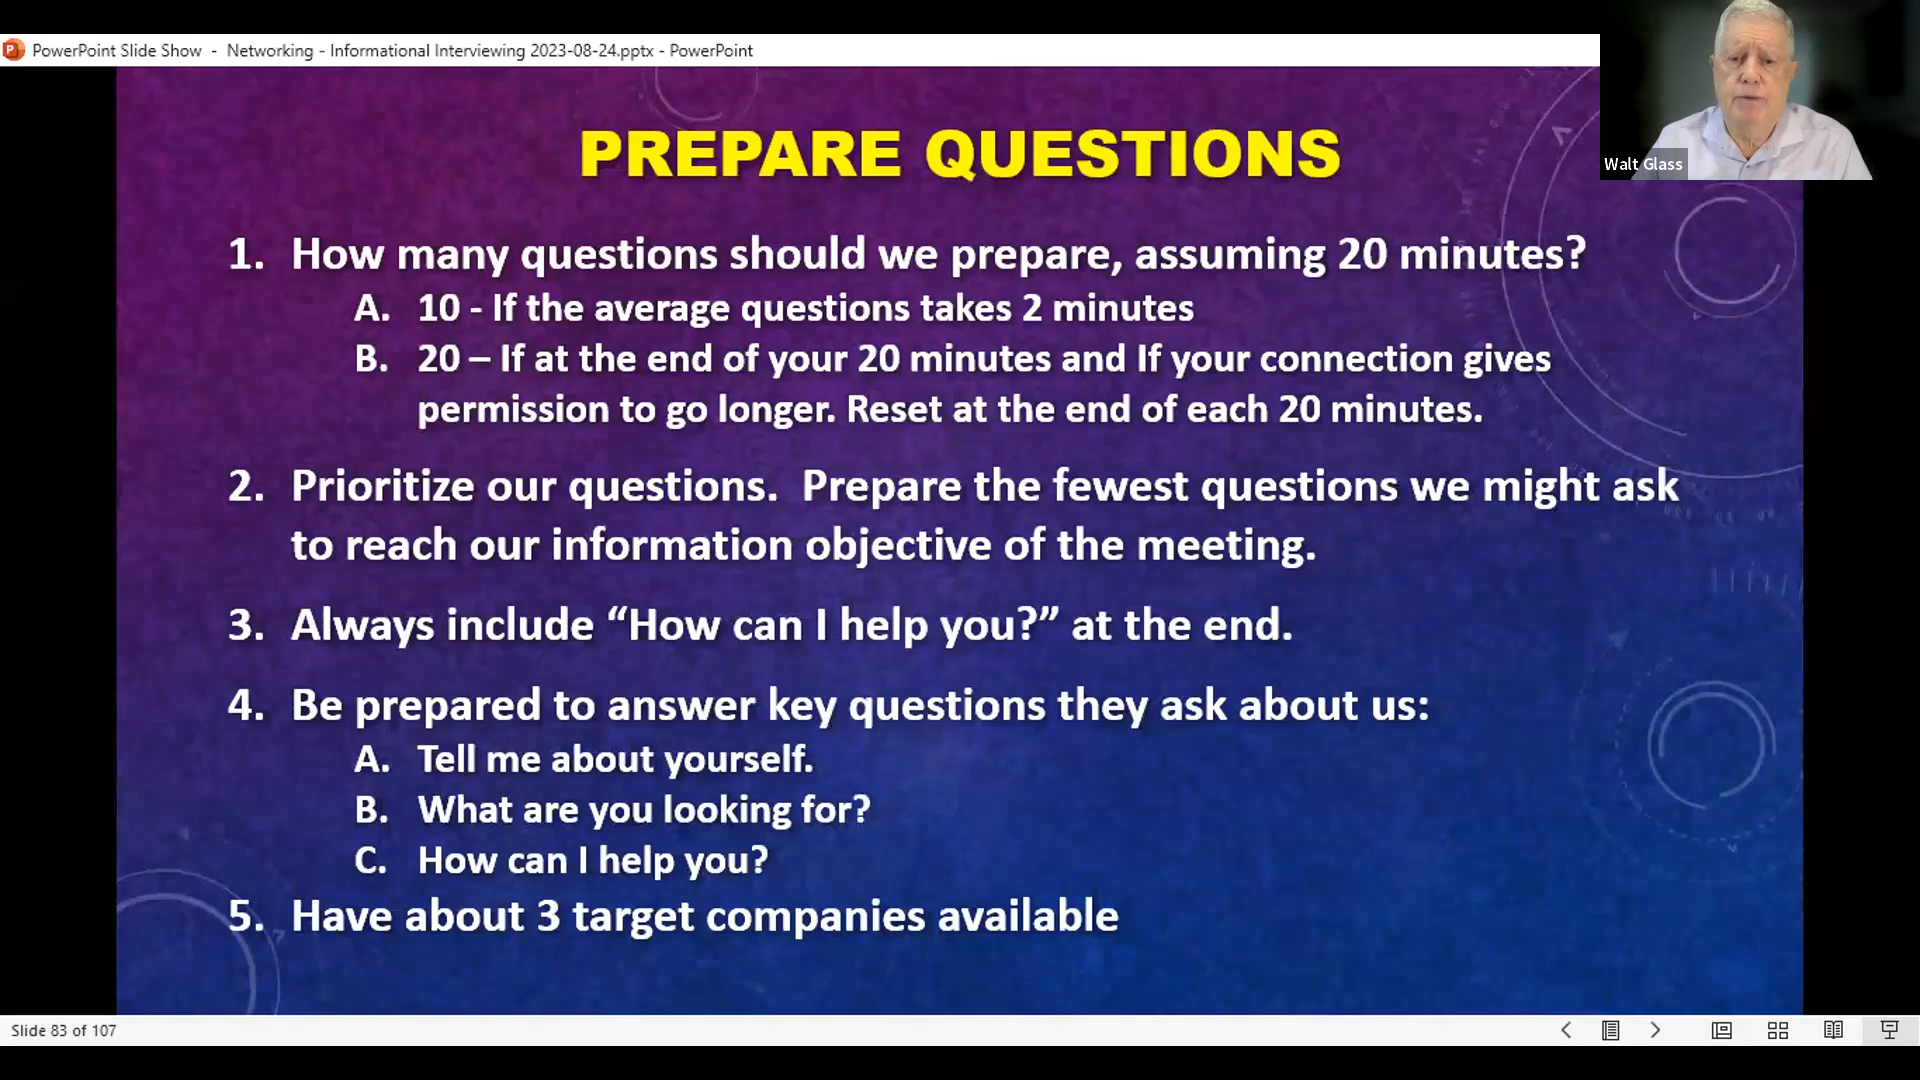 PowerPoint Slide Show - Networking - Informational Interviewing 2023-08-24.pptx - PowerPoint
Walt Glass
PREPARE QUESTIONS
1. How many questions should we prepare, assuming 20 minutes?
A. 10 - If the average questions takes 2 minutes
B. 20 – If at the end of your 20 minutes and If your connection gives
permission to go longer. Reset at the end of each 20 minutes.
2. Prioritize our questions. Prepare the fewest questions we might ask
to reach our information objective of the meeting.
3. Always include “How can I help you?” at the end.
4. Be prepared to answer key questions they ask about us:
A. Tell me about yourself.
B. What are you looking for?
C. How can I help you?
5. Have about 3 target companies available
Slide 83 of 107